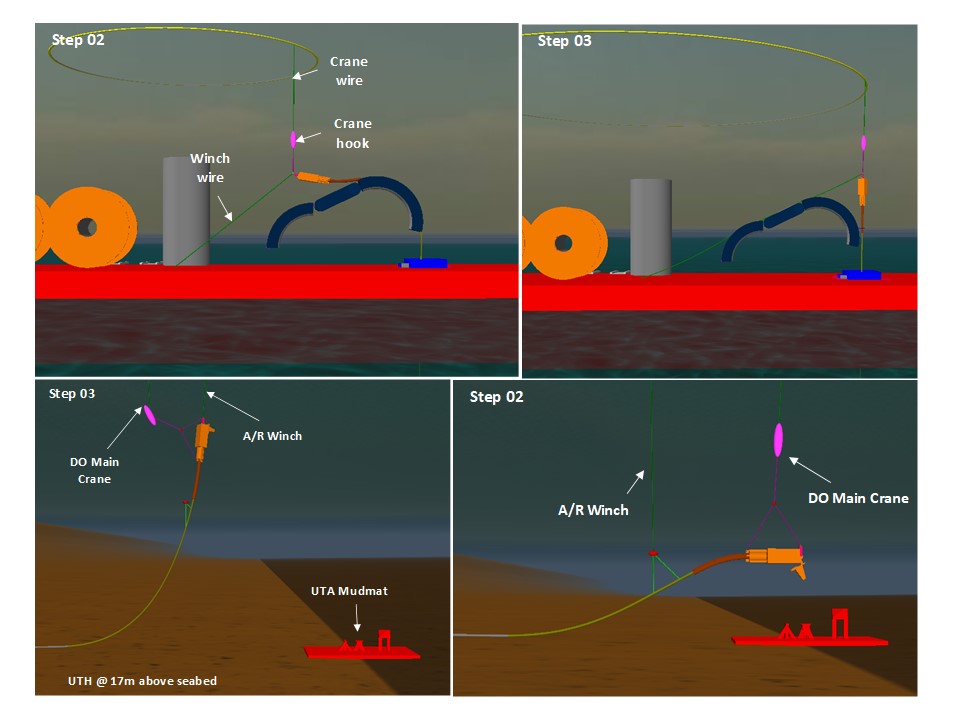 Step 02
Crane
wire
Crane
hook
Winch
wire
Step 03
Step 03
A/R Winch
DO Main
Crane
UTA Mudmat
UTH @ 17m above seabed
Step 02
A/R Winch
DO Main Crane